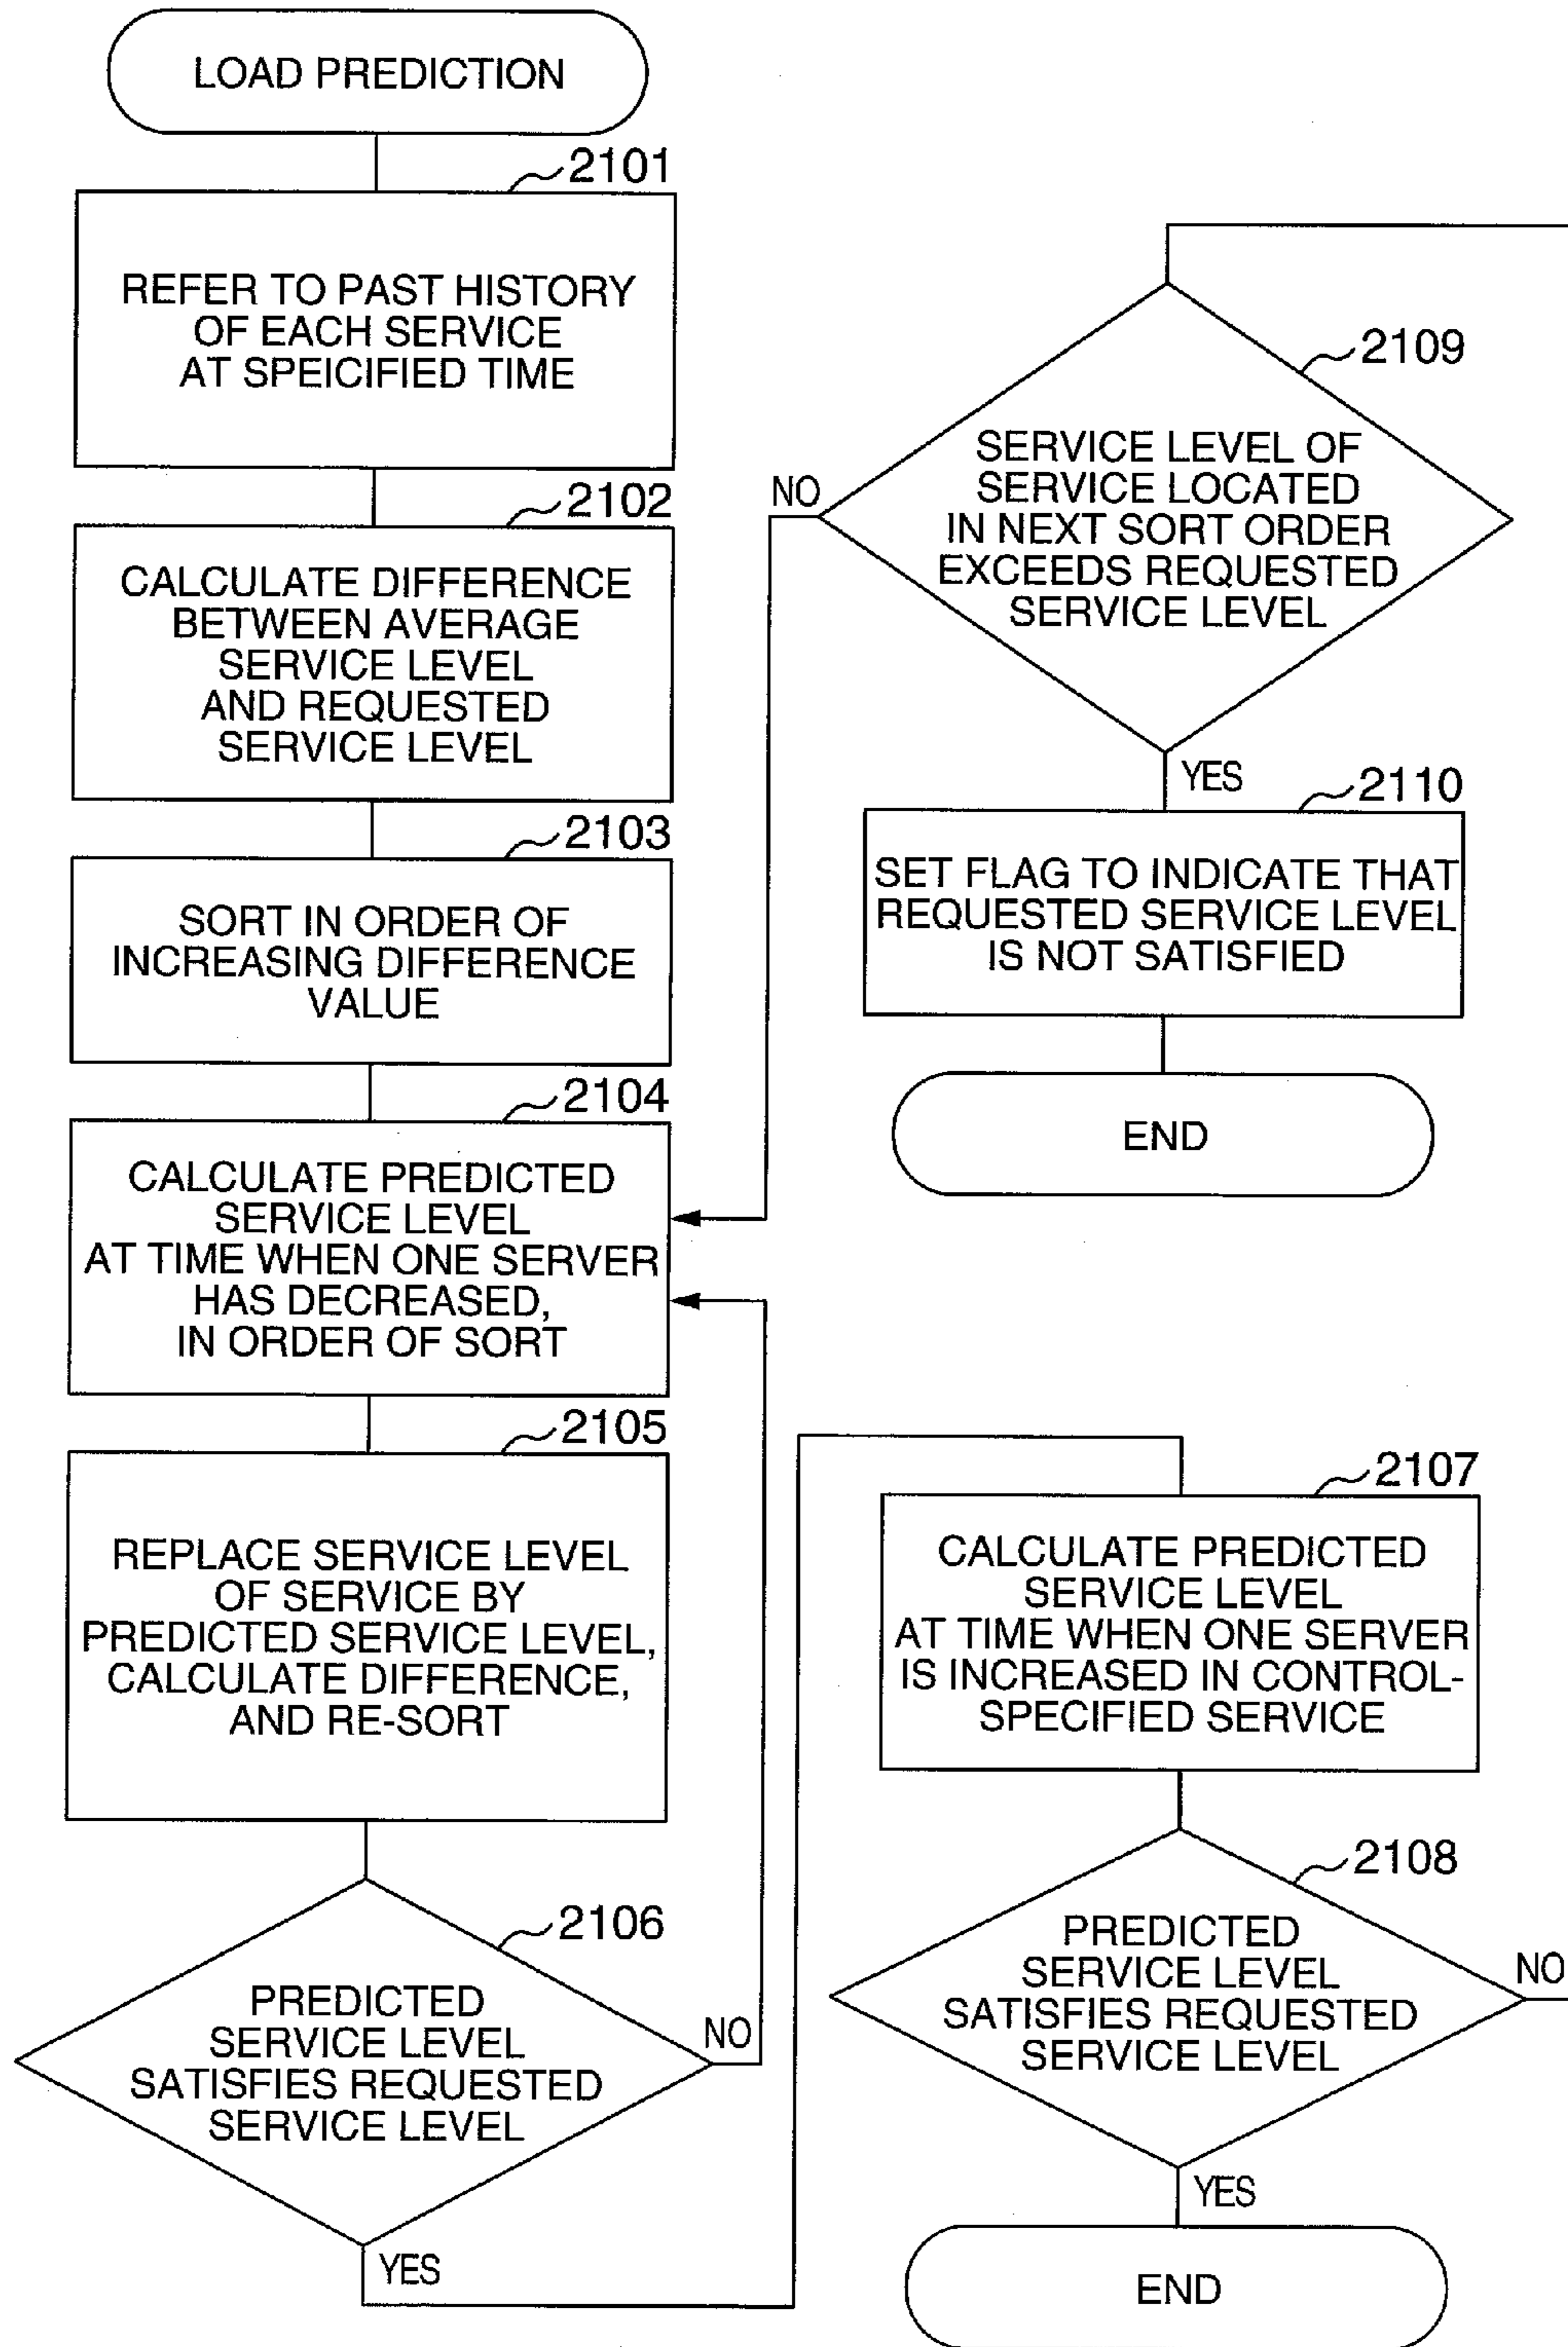 LOAD PREDICTION
2101
REFER TO PAST HISTORY
OF EACH SERVICE
AT SPEICIFIED TIME
2102
CALCULATE DIFFERENCE
BETWEEN AVERAGE
SERVICE LEVEL
AND REQUESTED
SERVICE LEVEL
2103
SORT IN ORDER OF
INCREASING DIFFERENCE
VALUE
2104
CALCULATE PREDICTED
SERVICE LEVEL
AT TIME WHEN ONE SERVER
HAS DECREASED,
IN ORDER OF SORT
2105
REPLACE SERVICE LEVEL
OF SERVICE BY
PREDICTED SERVICE LEVEL,
CALCULATE DIFFERENCE,
AND RE-SORT
2106
PREDICTED
SERVICE LEVEL
SATISFIES REQUESTED
SERVICE LEVEL
NO
YES
2107
CALCULATE PREDICTED
SERVICE LEVEL
AT TIME WHEN ONE SERVER
IS INCREASED IN CONTROL-
SPECIFIED SERVICE
2108
PREDICTED
SERVICE LEVEL
SATISFIES REQUESTED
SERVICE LEVEL
NO
YES
END
2109
SERVICE LEVEL OF
SERVICE LOCATED
IN NEXT SORT ORDER
EXCEEDS REQUESTED
SERVICE LEVEL
NO
YES
2110
SET FLAG TO INDICATE THAT
REQUESTED SERVICE LEVEL
IS NOT SATISFIED
END